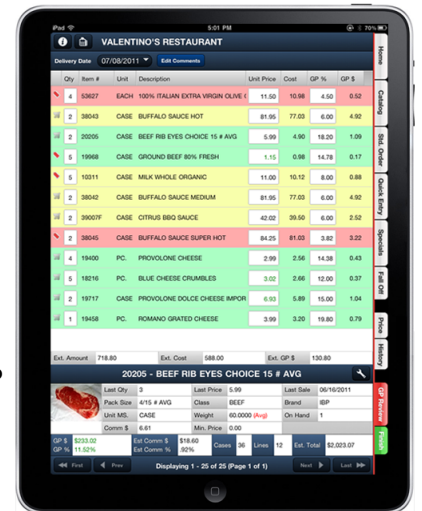 iPad 5:01 PM 70%
VALENTINO'S RESTAURANT
Delivery Date 07/08/2011 Edit Comments
Qty Item # Unit Description Unit Price Cost GP % GP $
4 53627 EACH 100% ITALIAN EXTRA VIRGIN OLIVE 11.50 10.98 4.50 0.52
2 38043 CASE BUFFALO SAUCE HOT 81.95 77.03 6.00 4.92
2 20205 CASE BEEF RIB EYES CHOICE 15 # AVG 5.99 4.90 18.20 1.09
5 19968 CASE GROUND BEEF 80% FRESH 1.15 0.98 14.78 0.17
5 10311 CASE MILK WHOLE ORGANIC 11.00 10.12 8.00 0.88
2 38042 CASE BUFFALO SAUCE MEDIUM 81.95 77.03 6.00 4.92
2 39007F CASE CITRUS BBQ SAUCE 42.02 39.50 6.00 2.52
2 38045 CASE BUFFALO SAUCE SUPER HOT 84.25 81.03 3.82 3.22
4 19400 PC. PROVOLONE CHEESE 2.99 2.56 14.38 0.43
5 18216 PC. BLUE CHEESE CRUMBLES 3.02 2.66 12.00 0.37
2 19717 CASE PROVOLONE DOLCE CHEESE IMPOR 6.93 5.89 15.00 1.04
1 19458 PC. ROMANO GRATED CHEESE 3.99 3.20 19.80 0.79
Ext. Amount 718.80 Ext. Cost 588.00 Ext. GP $ 130.80
20205 - BEEF RIB EYES CHOICE 15 # AVG
Last Qty 3 Last Price 5.99 Last Sale 06/16/2011
Pack Size 4/15 # AVG Class BEEF Brand IBP
Unit MS. CASE Weight 60.0000 (Avg) On Hand 1
Comm $ 6.61 Min. Price 0.00
GP $ $233.02 Est Comm $ $18.60
GP % 11.52% Est Comm % .92% Cases 36 Lines 12 Est. Total $2,023.07
First Prev Displaying 1 - 25 of 25 (Page 1 of 1) Next Last
Home
Catalog
Std. Order
Quick Entry
Specials
Fall Off
Price
History
GP Review
Finish